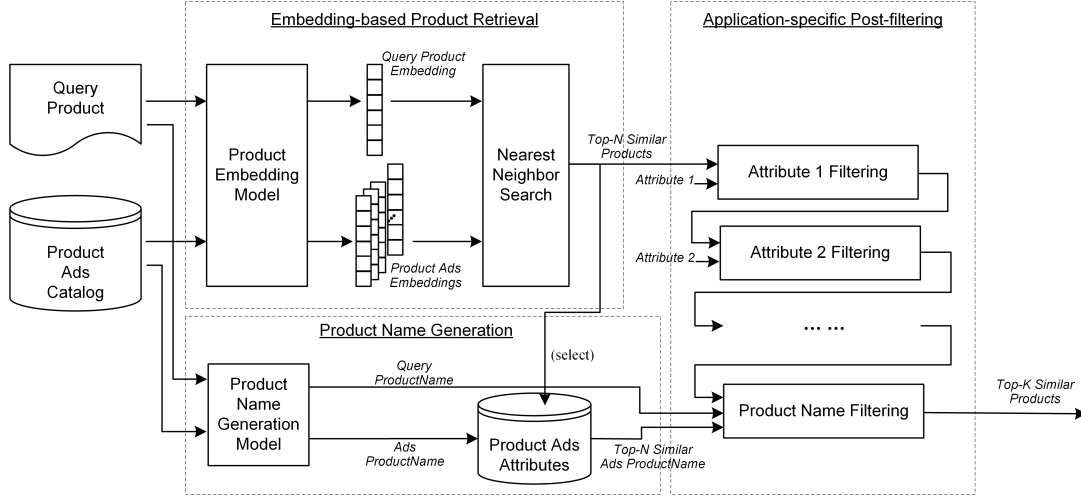 Embedding-based Product Retrieval
Application-specific Post-filtering
Query
Product
Product
Ads
Catalog
Product
Embedding
Model
Query Product
Embedding
Product Ads
Embeddings
Nearest
Neighbor
Search
Top-N Similar
Products
Attribute 1
Attribute 1 Filtering
Attribute 2
Attribute 2 Filtering
... ...
Product Name Generation
(select)
Product
Name
Generation
Model
Query
ProductName
Ads
ProductName
Product Ads
Attributes
Top-N Similar
Ads ProductName
Product Name Filtering
Top-K Similar
Products